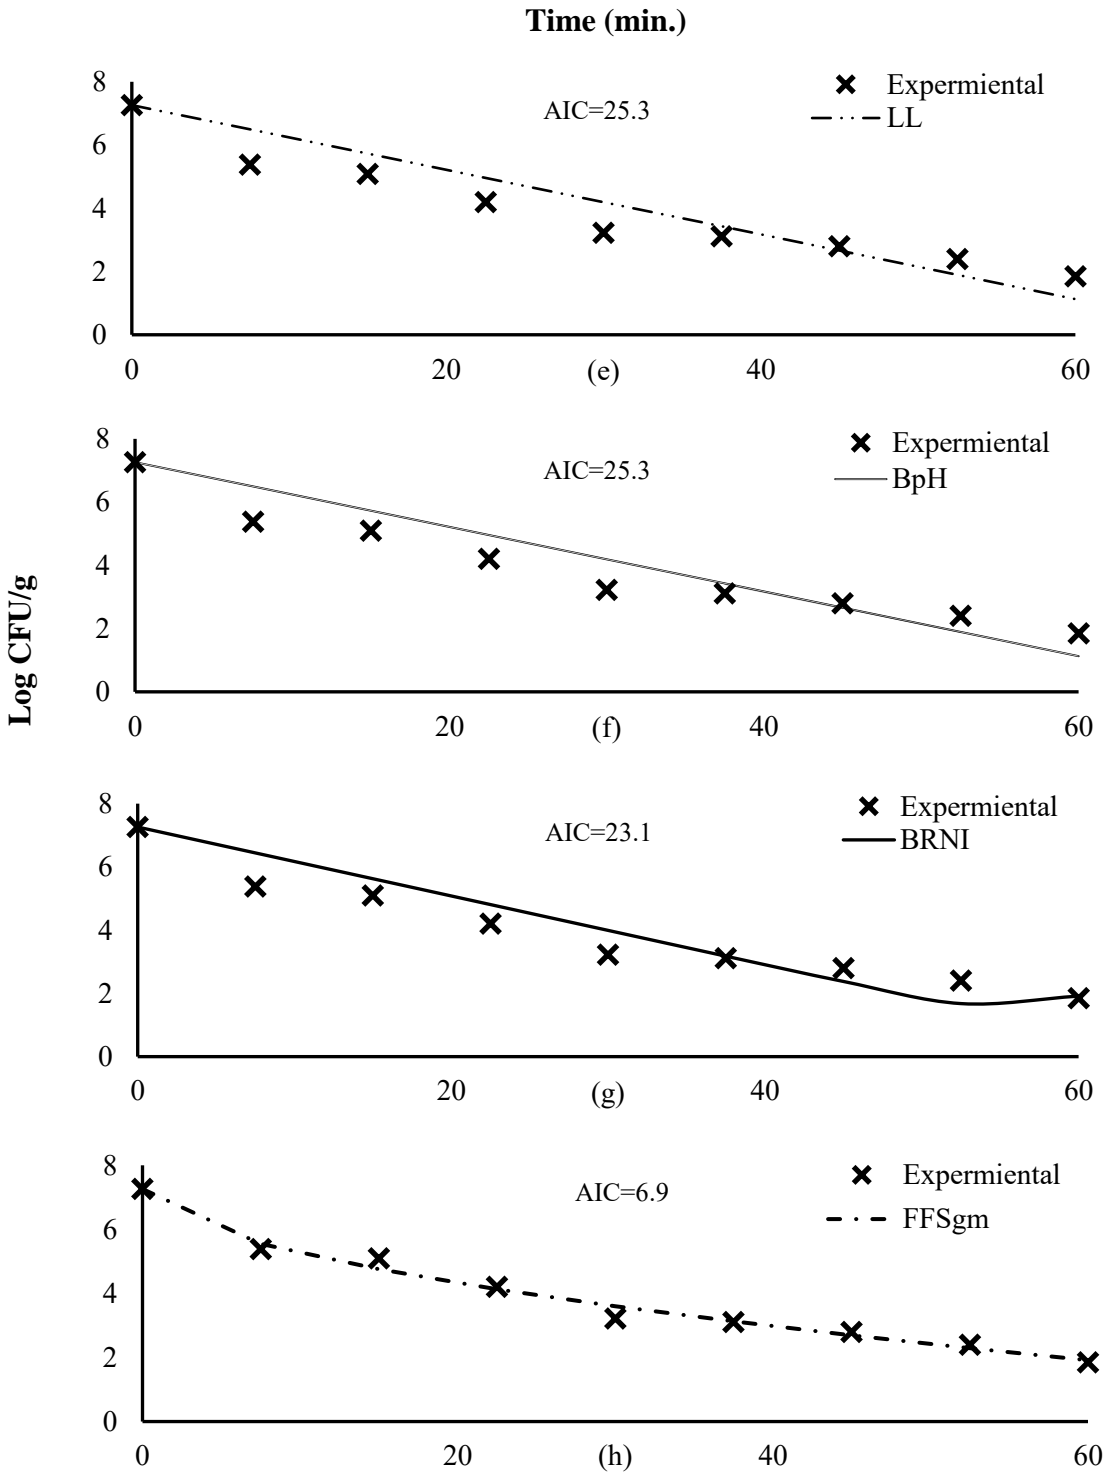 Time (min.)
8
6
4
2
0
0
20
(e)
40
60
AIC=25.3
Expermiental
LL
8
6
4
2
0
0
20
(f)
40
60
AIC=25.3
Expermiental
BpH
Log CFU/g
8
6
4
2
0
0
20
(g)
40
60
AIC=23.1
Expermiental
BRNI
8
6
4
2
0
0
20
(h)
40
60
AIC=6.9
Expermiental
FFSgm